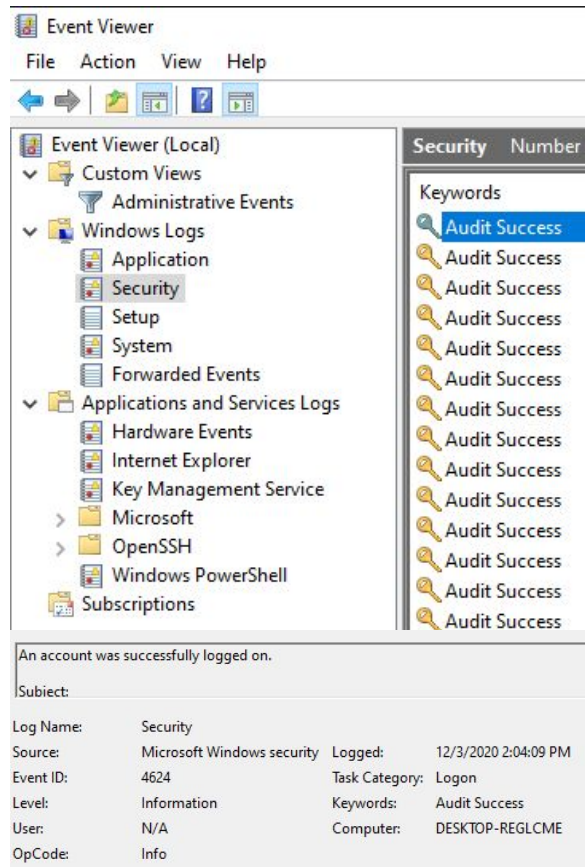 Event Viewer
File Action View Help
Event Viewer (Local)
Custom Views
Administrative Events
Windows Logs
Application
Security
Setup
System
Forwarded Events
Applications and Services Logs
Hardware Events
Internet Explorer
Key Management Service
Microsoft
OpenSSH
Windows PowerShell
Subscriptions
Security Number
Keywords
Audit Success
Audit Success
Audit Success
Audit Success
Audit Success
Audit Success
Audit Success
Audit Success
Audit Success
Audit Success
Audit Success
Audit Success
Audit Success
Audit Success
An account was successfully logged on.
Subject:
Log Name: Security
Source: Microsoft Windows security Logged: 12/3/2020 2:04:09 PM
Event ID: 4624 Task Category: Logon
Level: Information Keywords: Audit Success
User: N/A Computer: DESKTOP-REGLCME
OpCode: Info